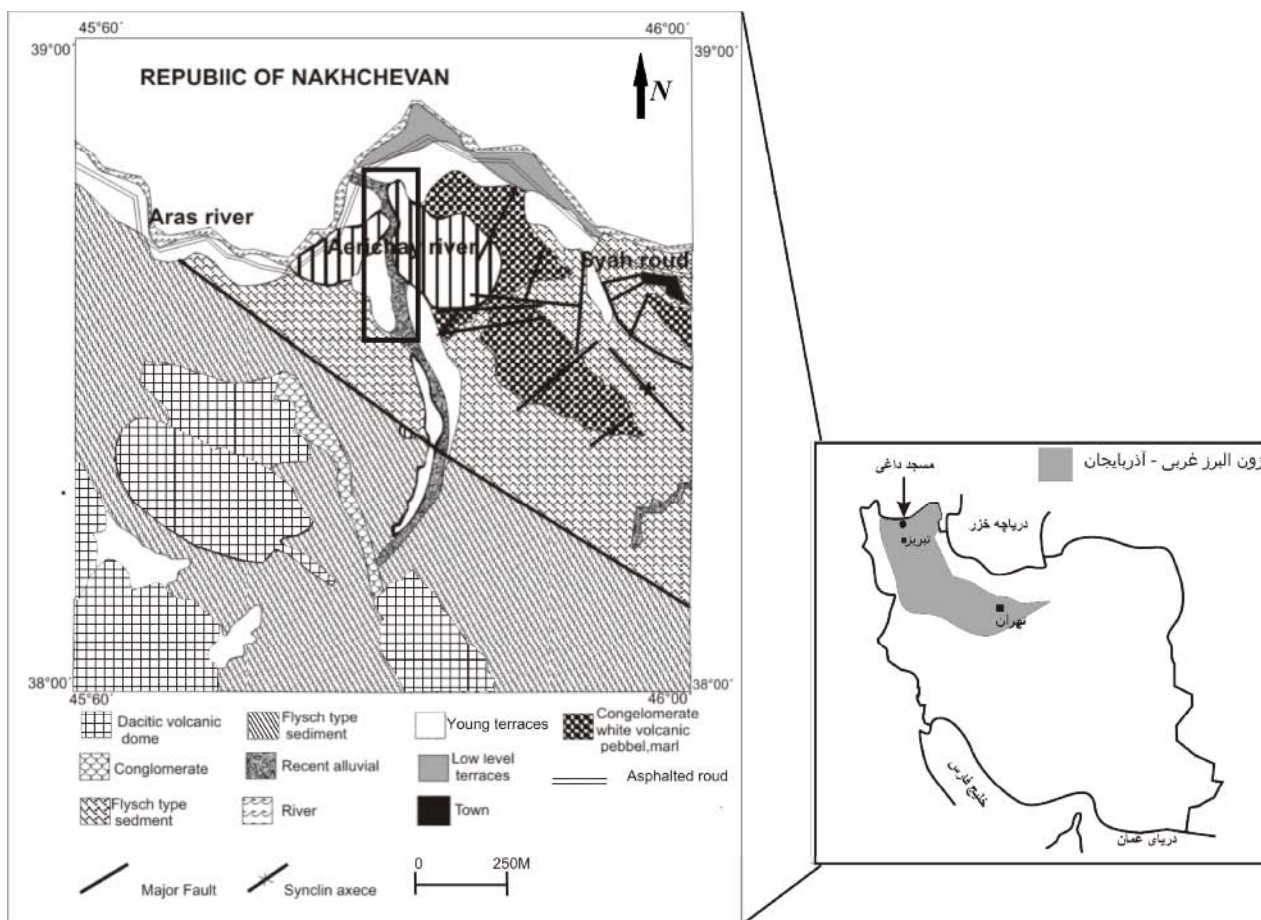 45°60´
46°00´
39°00´
39°00´
REPUBIIC OF NAKHCHEVAN
N
Aras river
Aerichay river
Syah roud
38°00´
38°00´
45°60´
46°00´
Dacitic volcanic
dome
Flysch type
sediment
Young terraces
Congelomerate
white volcanic
pebbel,marl
Conglomerate
Recent alluvial
Low level
terraces
Asphalted roud
Flysch type
sedment
River
Town
0
250M
Major Fault
Synclin axece
زون البرز غربی - آذربایجان
مسجد داغی
دریاچه خزر
تبریز
تهران
خلیج فارس
دریای عمان